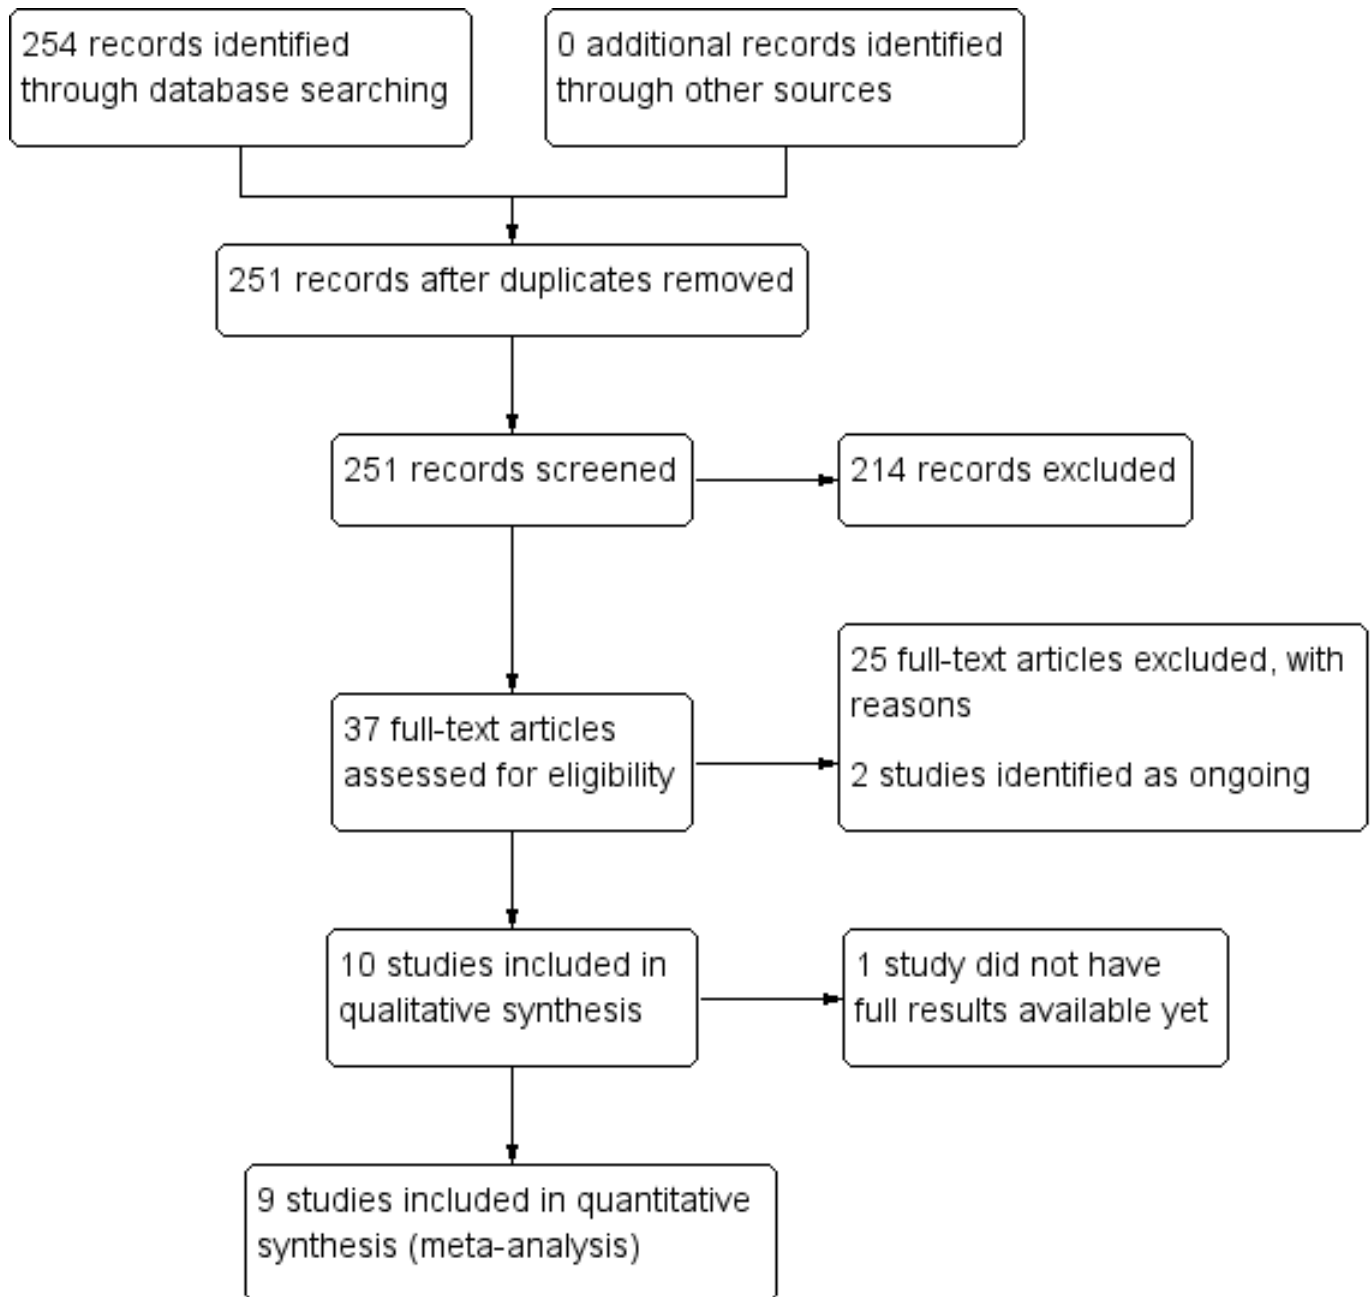 254 records identified
through database searching
0 additional records identified
through other sources
251 records after duplicates removed
251 records screened
214 records excluded
37 full-text articles
assessed for eligibility
25 full-text articles excluded, with
reasons
2 studies identified as ongoing
10 studies included in
qualitative synthesis
1 study did not have
full results available yet
9 studies included in quantitative
synthesis (meta-analysis)